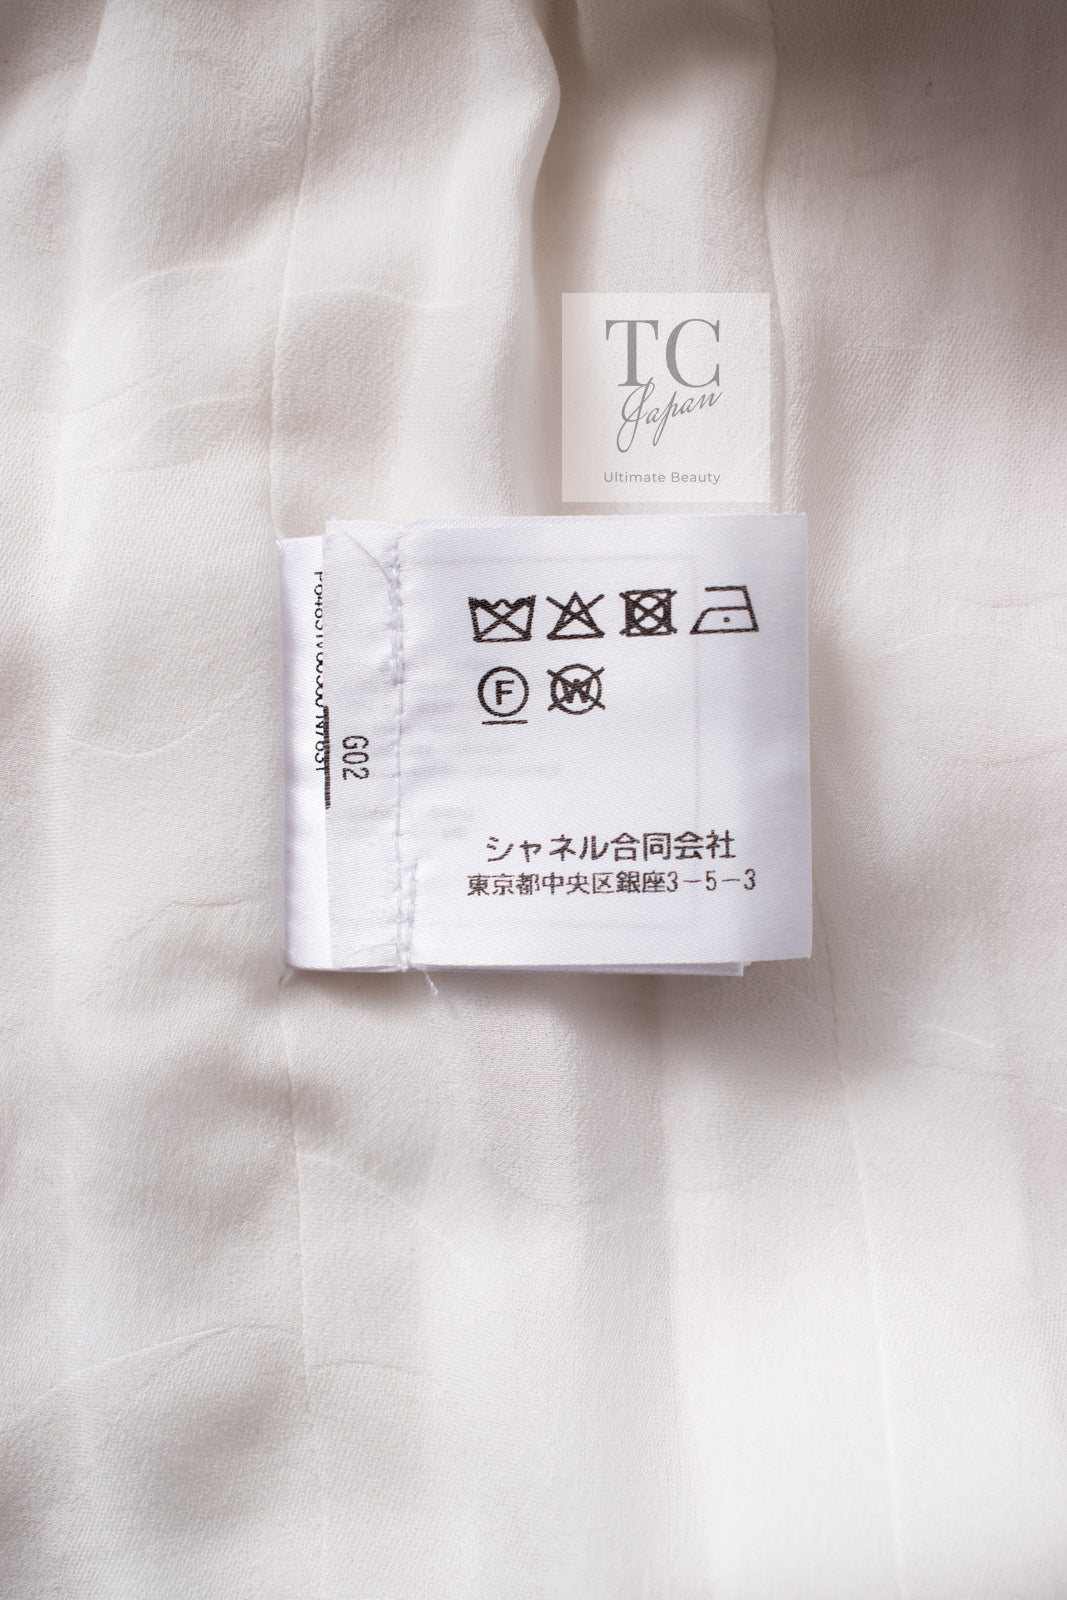 TC
Japan
Ultimate Beauty
G02
F
W
シャネル合同会社
東京都中央区銀座3-5-3